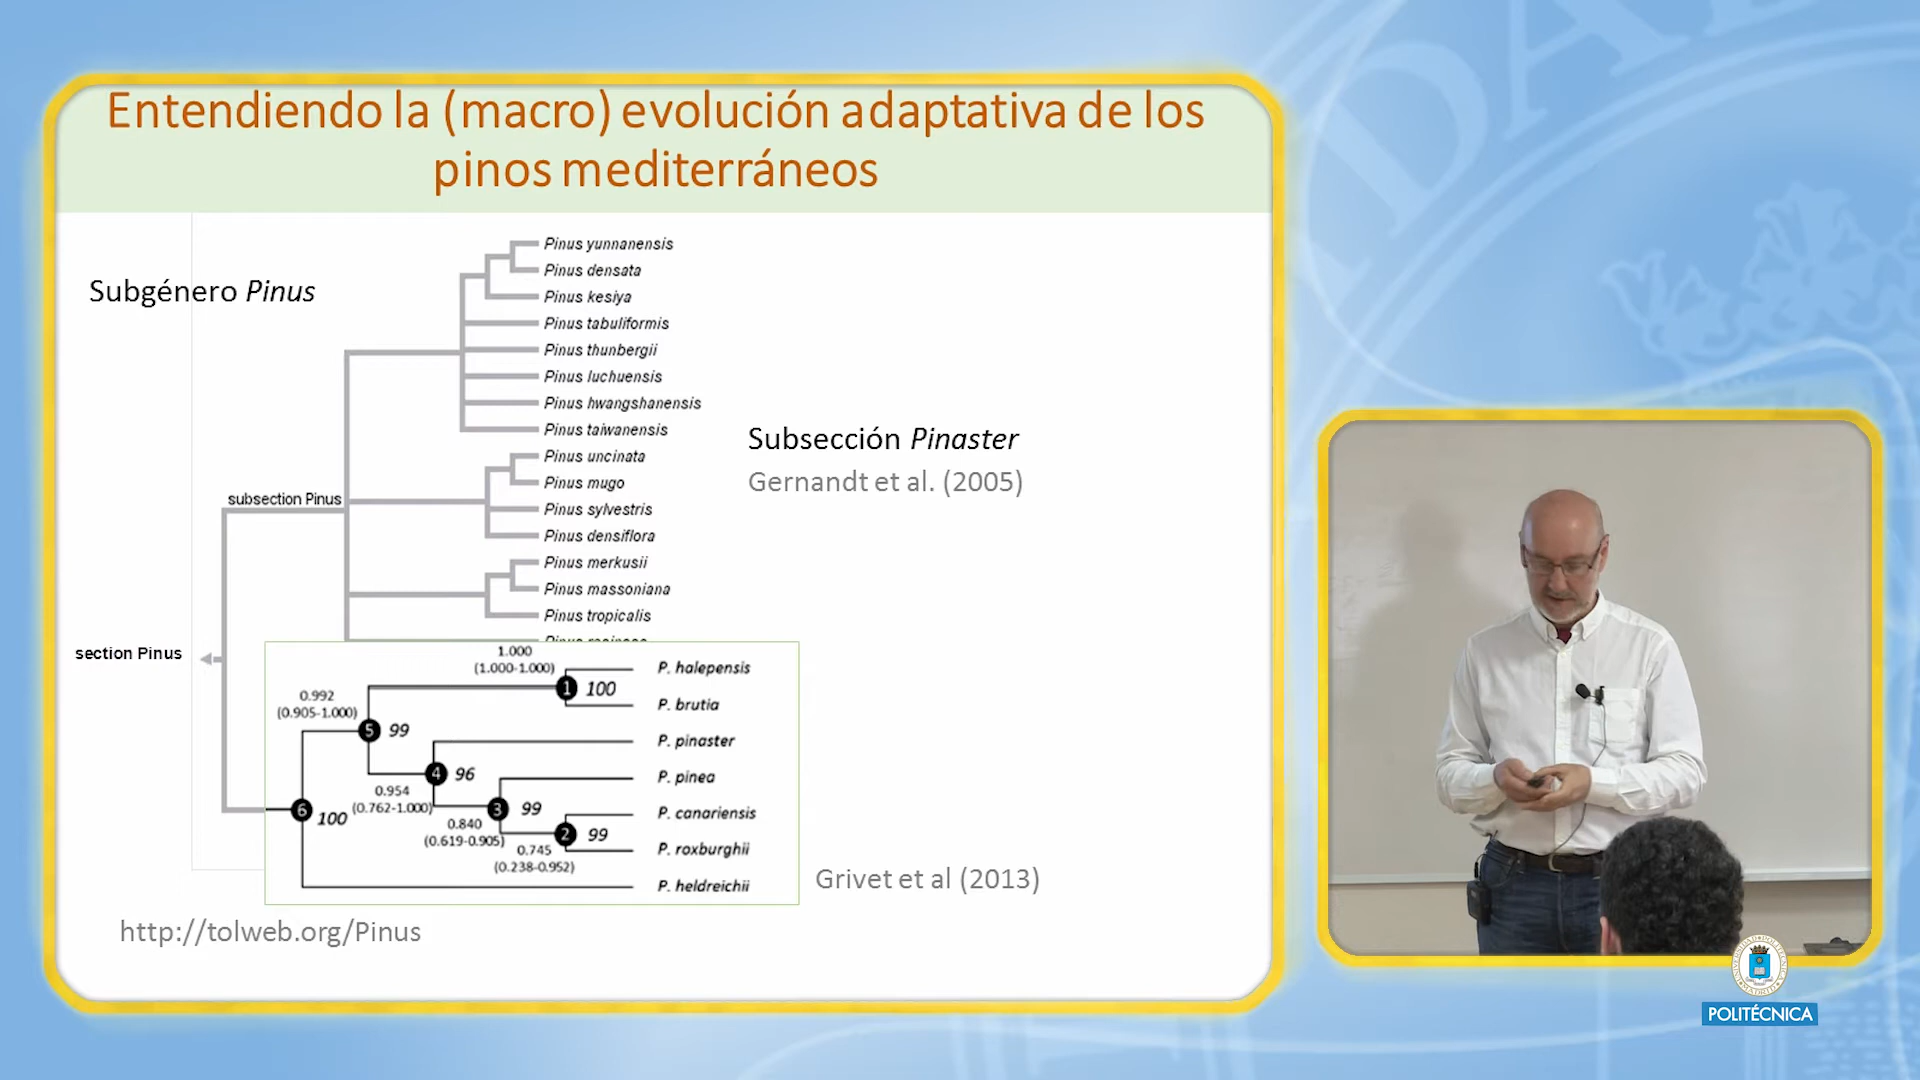 Entendiendo la (macro) evolución adaptativa de los
pinos mediterráneos
Subgénero Pinus
Pinus yunnanensis
Pinus densata
Pinus kesiya
Pinus tabuliformis
Pinus thunbergii
Pinus luchuensis
Pinus hwangshanensis
Pinus taiwanensis
Pinus uncinata
Pinus mugo
Pinus sylvestris
Pinus densiflora
Pinus merkusii
Pinus massoniana
Pinus tropicalis
subsection Pinus
section Pinus
Subsección Pinaster
Gernandt et al. (2005)
1.000
(1.000-1.000)
1 100
P. halepensis
P. brutia
0.992
(0.905-1.000)
5 99
P. pinaster
4 96
P. pinea
0.954
(0.762-1.000)
3 99
P. canariensis
6 100
0.840
(0.619-0.905)
2 99
P. roxburghii
0.745
(0.238-0.952)
P. heldreichii
Grivet et al (2013)
http://tolweb.org/Pinus
POLITÉCNICA